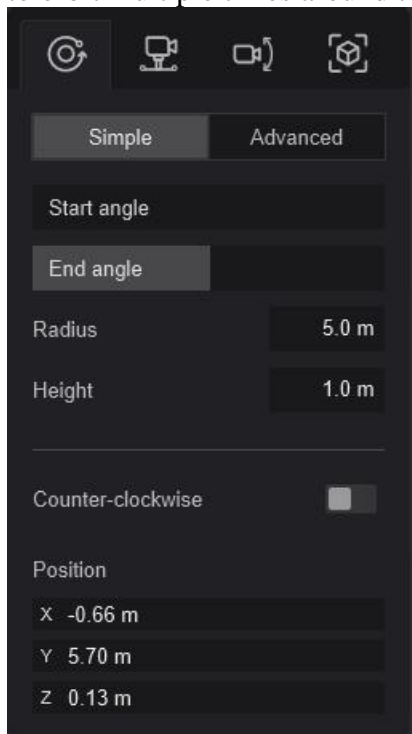 Simple Advanced
Start angle
End angle
Radius 5.0 m
Height 1.0 m
Counter-clockwise
Position
X -0.66 m
Y 5.70 m
Z 0.13 m